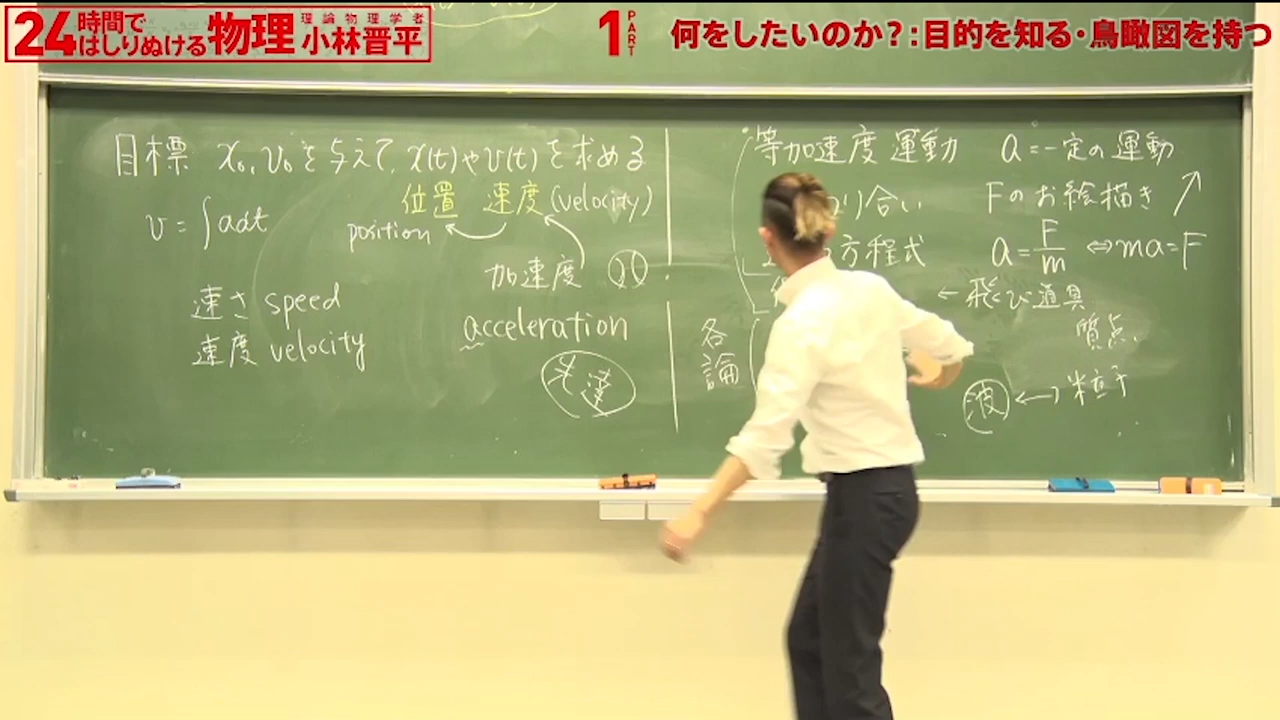 24時間で
はしりぬける物理
理論物理学者
小林晋平
1 PART
何をしたいのか?:目的を知る・鳥瞰図を持つ
目標 x₀, v₀を与えて, x(t)やv(t)を求める
位置 速度(velocity)
position
v=∫adt
加速度
速さ speed
速度 velocity
acceleration
先達
等加速度運動 a=一定の運動
り合い Fのお絵描き
方程式 a=F/m ⇔ma=F
←飛び道具
各論
質点
波 ⟷ 粒子